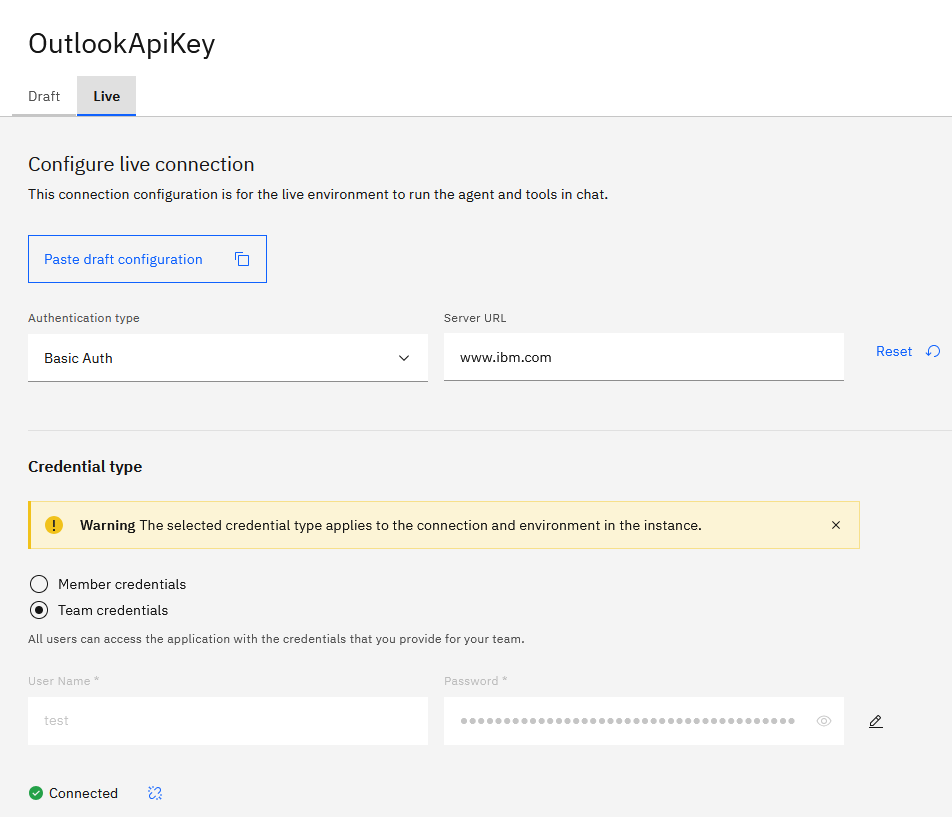 OutlookApiKey
Draft Live
Configure live connection
This connection configuration is for the live environment to run the agent and tools in chat.
Paste draft configuration
Authentication type Server URL
Basic Auth www.ibm.com Reset
Credential type
Warning The selected credential type applies to the connection and environment in the instance.
Member credentials
Team credentials
All users can access the application with the credentials that you provide for your team.
User Name * Password *
test •••••••••••••••••••••••••••••••••••••••
Connected